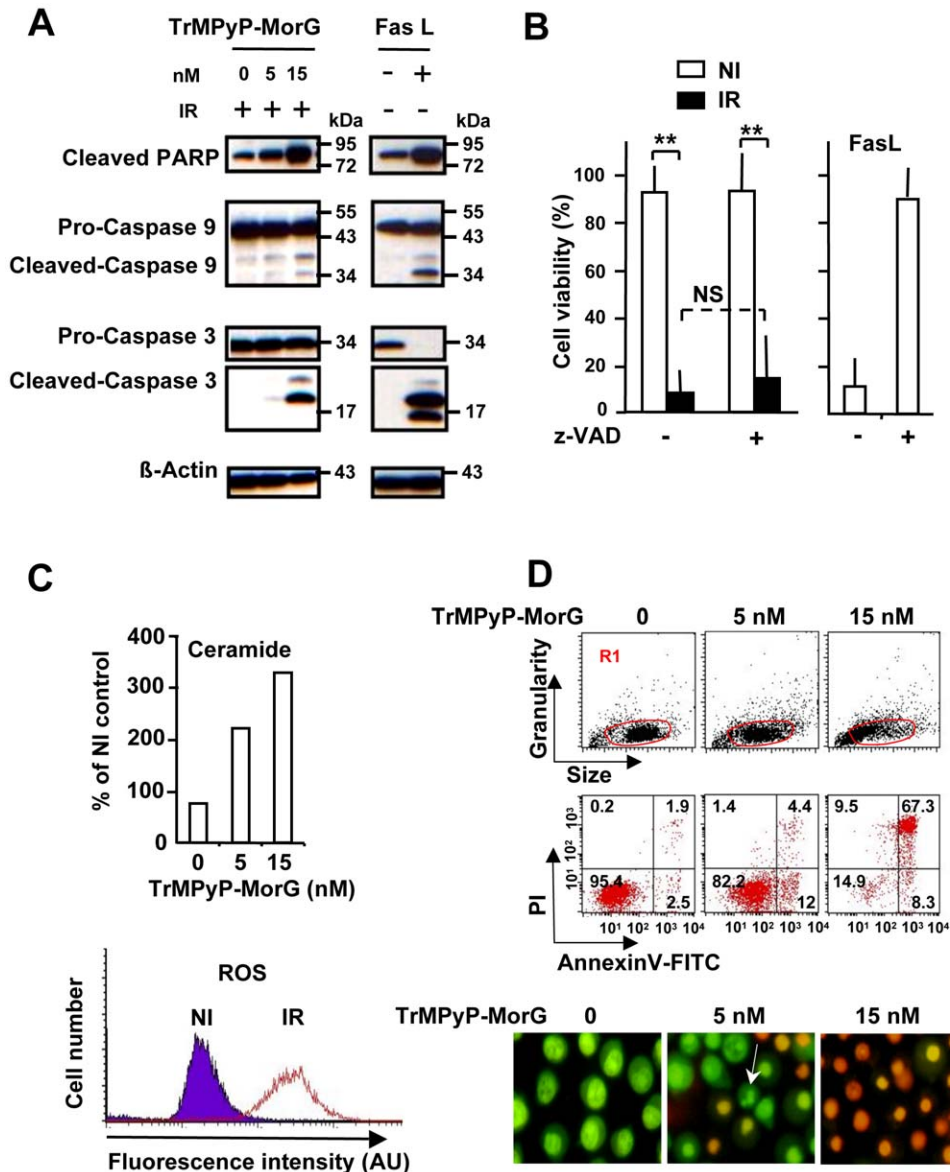 A
TrMPyP-MorG Fas L
nM 0 5 15 - +
IR + + + - -
kDa kDa
Cleaved PARP 95 95
72 72
Pro-Caspase 9 55 55
43 43
Cleaved-Caspase 9 34 34
Pro-Caspase 3 34 34
Cleaved-Caspase 3
17 17
ß-Actin 43 43
B
NI
IR
** ** FasL
Cell viability (%)
100
80
60
NS
40
20
0
z-VAD - + - +
C
% of NI control
400
Ceramide
300
200
100
0
0 5 15
TrMPyP-MorG (nM)
Cell number
ROS
NI IR
Fluorescence intensity (AU)
D
TrMPyP-MorG 0 5 nM 15 nM
R1
Granularity
Size
0.2 1.9 1.4 4.4 9.5 67.3
10³
10²
10¹
95.4 2.5 82.2 12 14.9 8.3
PI
10¹ 10² 10³ 10⁴ 10¹ 10² 10³ 10⁴ 10¹ 10² 10³ 10⁴
AnnexinV-FITC
TrMPyP-MorG 0 5 nM 15 nM